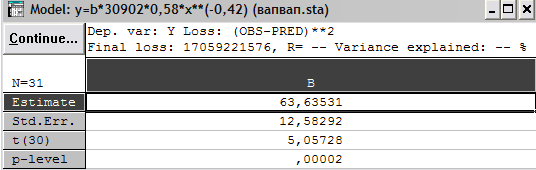 Model: y=b*30902*0,58*x**(-0,42) (вапвап.sta)
Continue...
Dep. var: Y Loss: (OBS-PRED)**2
Final loss: 17059221576, R= -- Variance explained: -- %
N=31 B
Estimate 63,63531
Std.Err. 12,58292
t(30) 5,05728
p-level ,00002